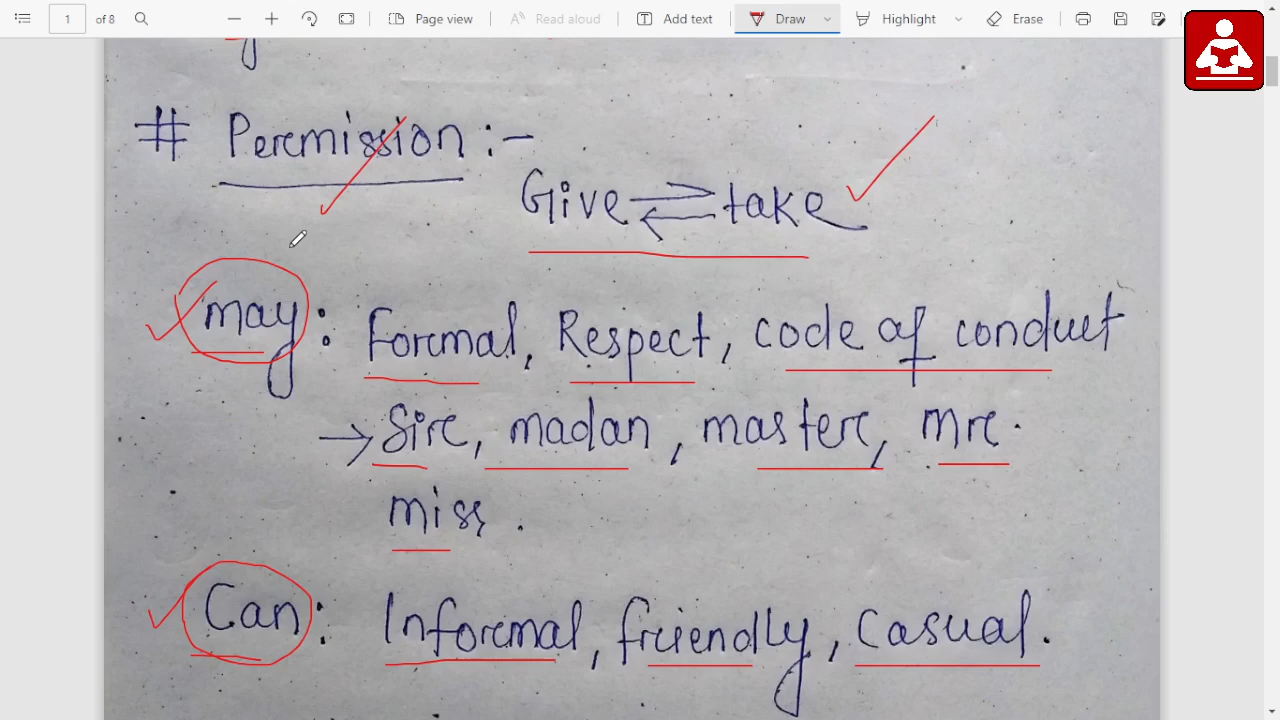 1 of 8 Page view Read aloud Add text Draw Highlight Erase
# Permission :-
Give ⇌ take
may : Formal, Respect, code of conduct
→ Sir, madan, master, Mr.
miss.
Can : Informal, friendly, Casual.